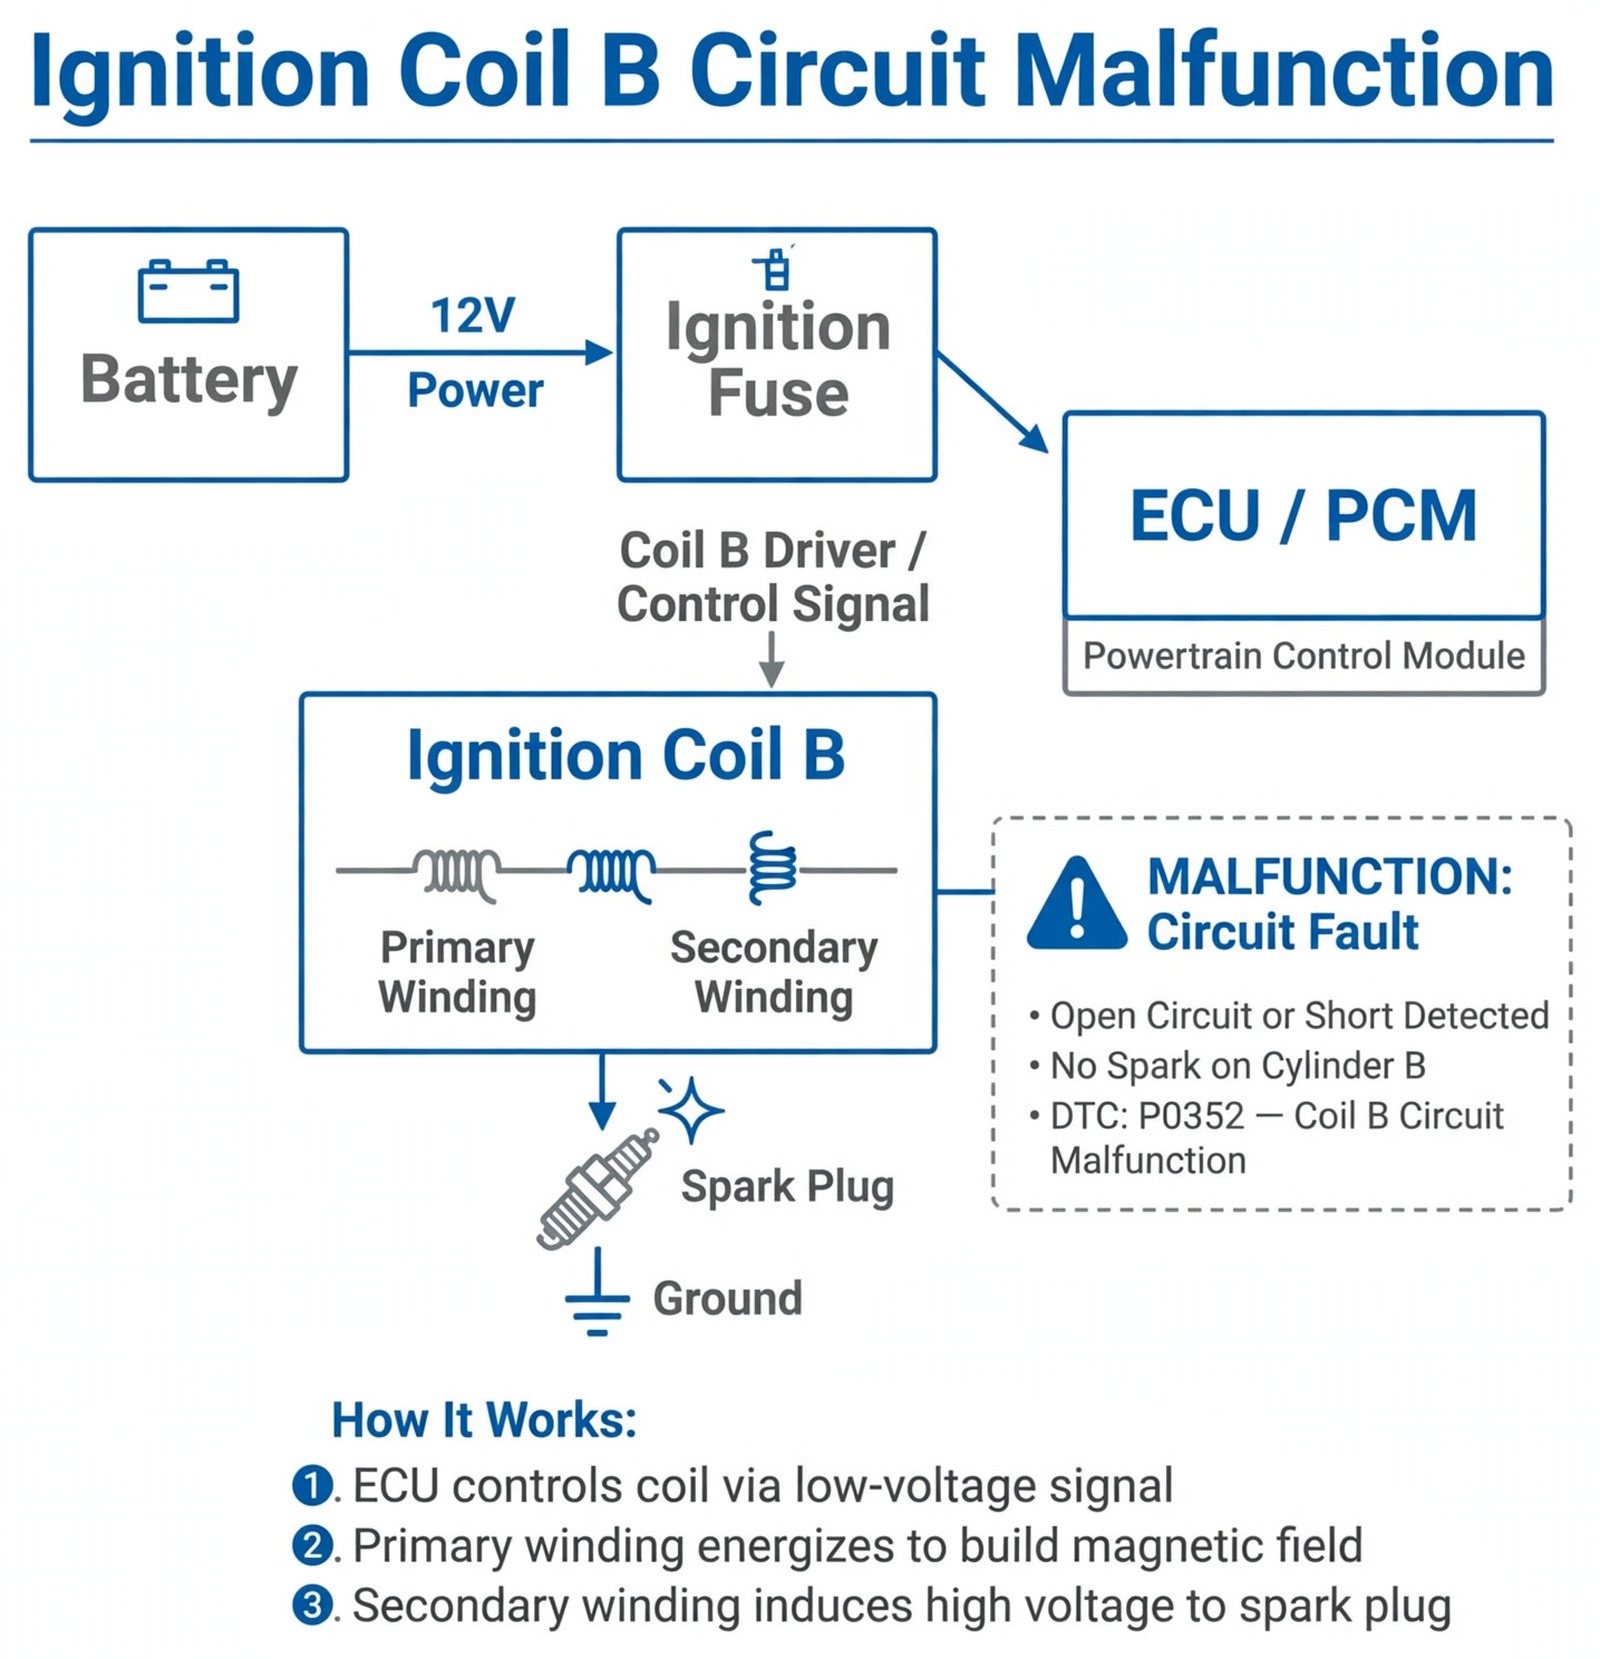 Ignition Coil B Circuit Malfunction
Battery
12V
Power
Ignition
Fuse
ECU / PCM
Powertrain Control Module
Coil B Driver /
Control Signal
Ignition Coil B
Primary
Winding
Secondary
Winding
MALFUNCTION:
Circuit Fault
• Open Circuit or Short Detected
• No Spark on Cylinder B
• DTC: P0352 — Coil B Circuit
Malfunction
Spark Plug
Ground
How It Works:
1. ECU controls coil via low-voltage signal
2. Primary winding energizes to build magnetic field
3. Secondary winding induces high voltage to spark plug